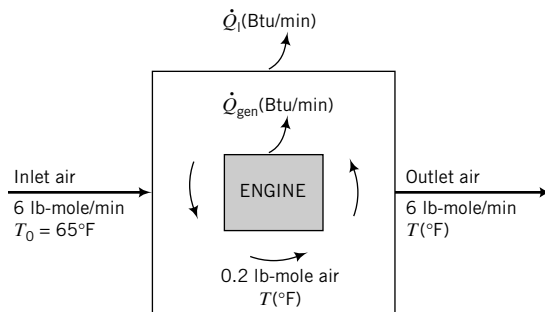 Q̇ₗ(Btu/min)
Q̇gen(Btu/min)
Inlet air
6 lb-mole/min
T₀ = 65°F
ENGINE
0.2 lb-mole air
T(°F)
Outlet air
6 lb-mole/min
T(°F)